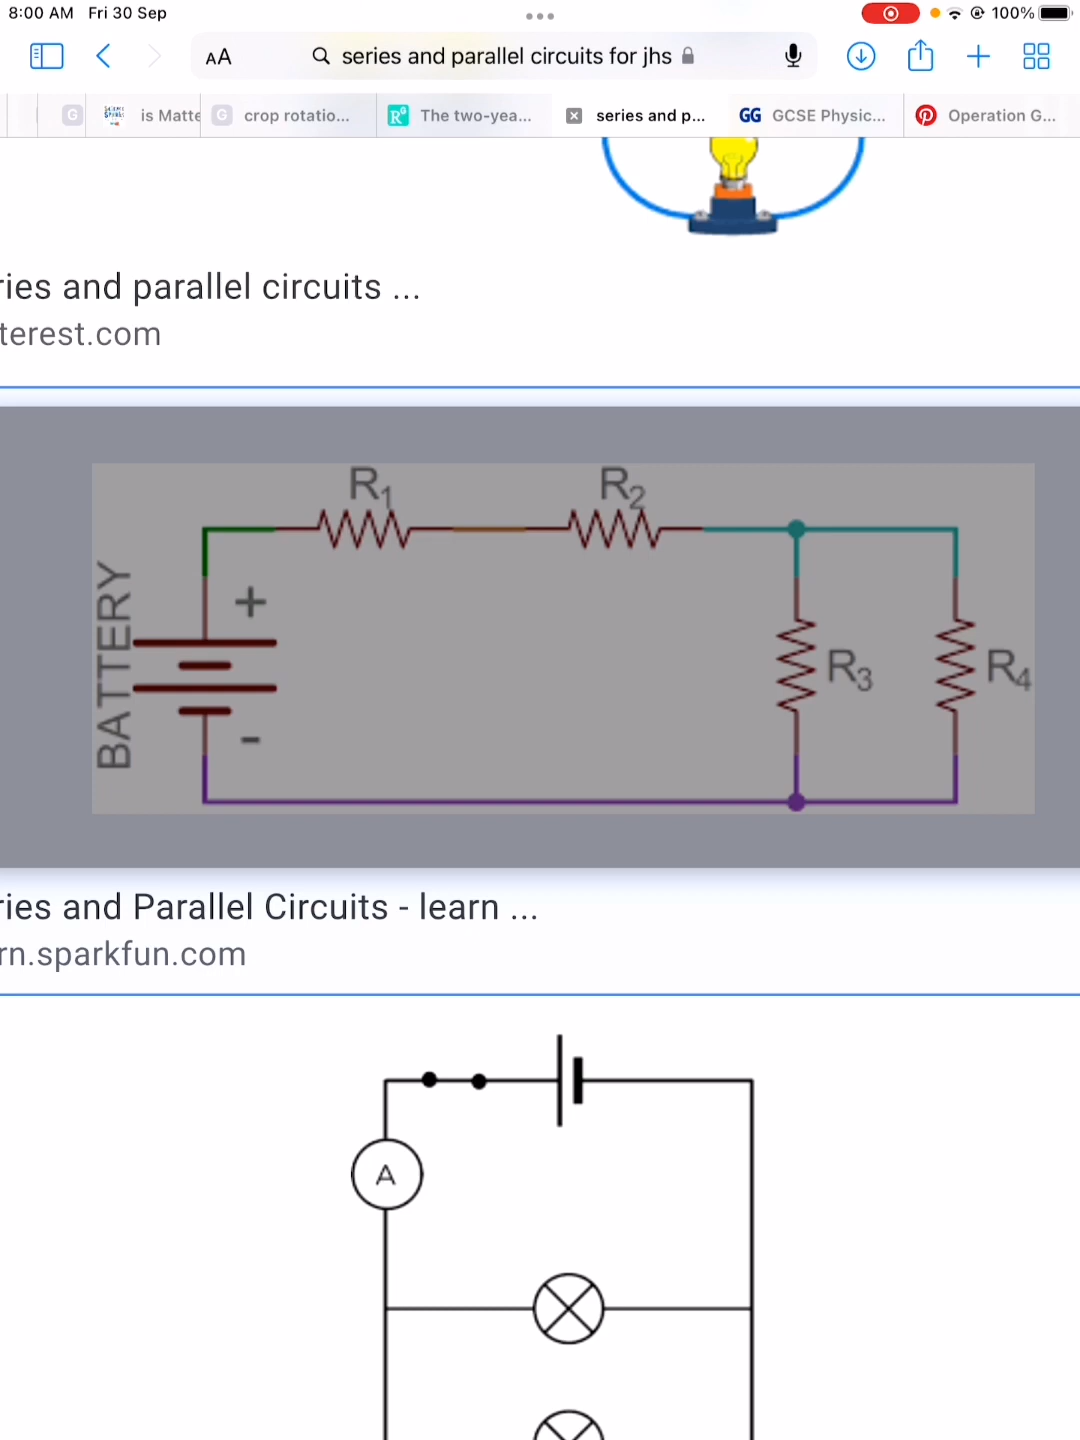 8:00 AM Fri 30 Sep
100%
AA series and parallel circuits for jhs
G
is Matte
G crop rotatio...
R The two-yea...
series and p...
GG GCSE Physic...
Operation G...
ries and parallel circuits ...
terest.com
R1
R2
BATTERY
+
R3
R4
-
ries and Parallel Circuits - learn ...
rn.sparkfun.com
A